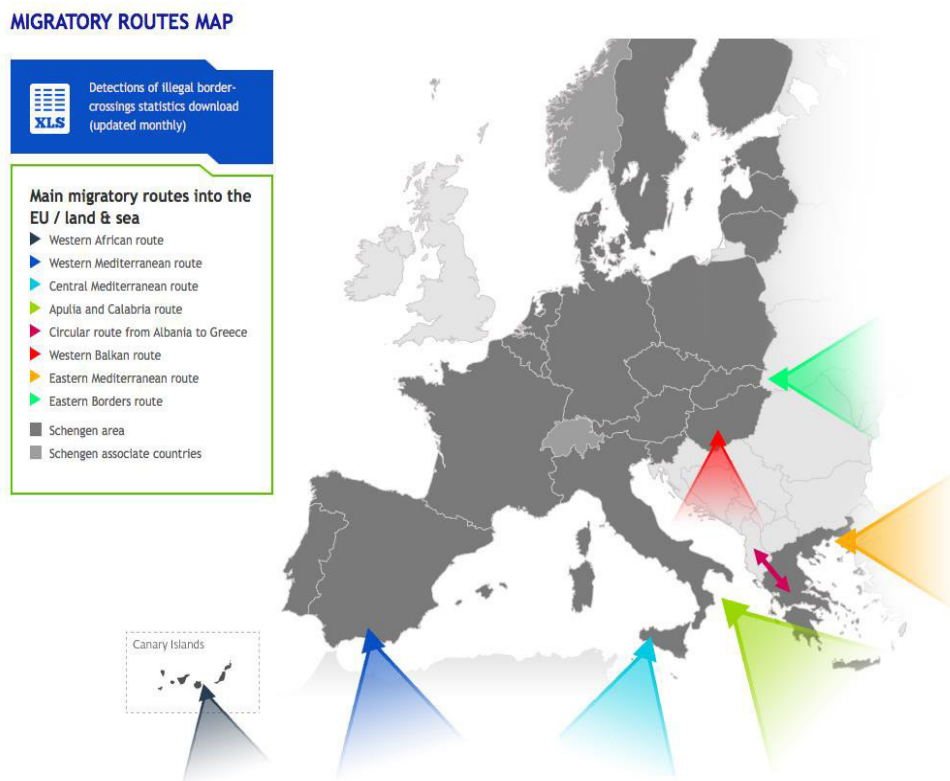 MIGRATORY ROUTES MAP
Detections of illegal border-
crossings statistics download
(updated monthly)
XLS
Main migratory routes into the
EU / land & sea
Western African route
Western Mediterranean route
Central Mediterranean route
Apulia and Calabria route
Circular route from Albania to Greece
Western Balkan route
Eastern Mediterranean route
Eastern Borders route
Schengen area
Schengen associate countries
Canary Islands